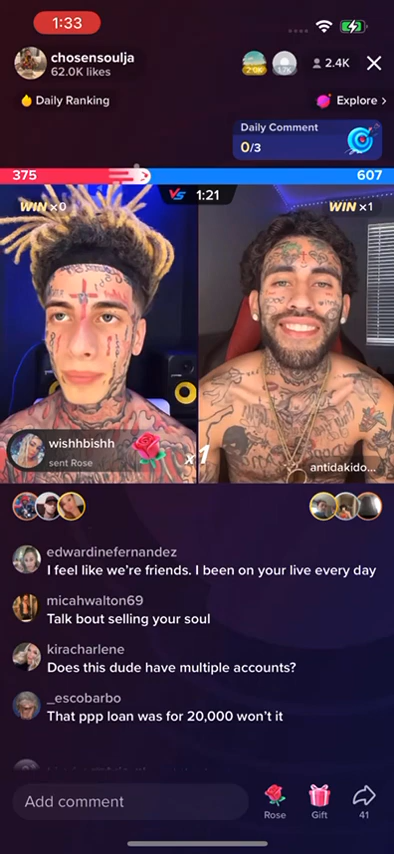 1:33
chosensoulja
62.0K likes
2.4K
Daily Ranking
Explore >
Daily Comment
0/3
375
VS 1:21
607
WIN x0
WIN x1
wishhbishh
sent Rose
x1
antidakido...
edwardinefernandez
I feel like we're friends. I been on your live every day
micahwalton69
Talk bout selling your soul
kiracharlene
Does this dude have multiple accounts?
_escobarbo
That ppp loan was for 20,000 won't it
Add comment
Rose
Gift
41